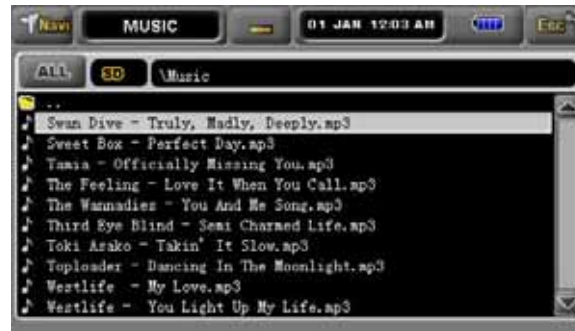 Navi MUSIC 01 JAN 12:03 AM Esc
ALL SD \Music
..
Swan Dive - Truly, Madly, Deeply.mp3
Sweet Box - Perfect Day.mp3
Tamia - Officially Missing You.mp3
The Feeling - Love It When You Call.mp3
The Wannadies - You And Me Song.mp3
Third Eye Blind - Semi Charmed Life.mp3
Toki Asako - Takin' It Slow.mp3
Toploader - Dancing In The Moonlight.mp3
Westlife - My Love.mp3
Westlife - You Light Up My Life.mp3